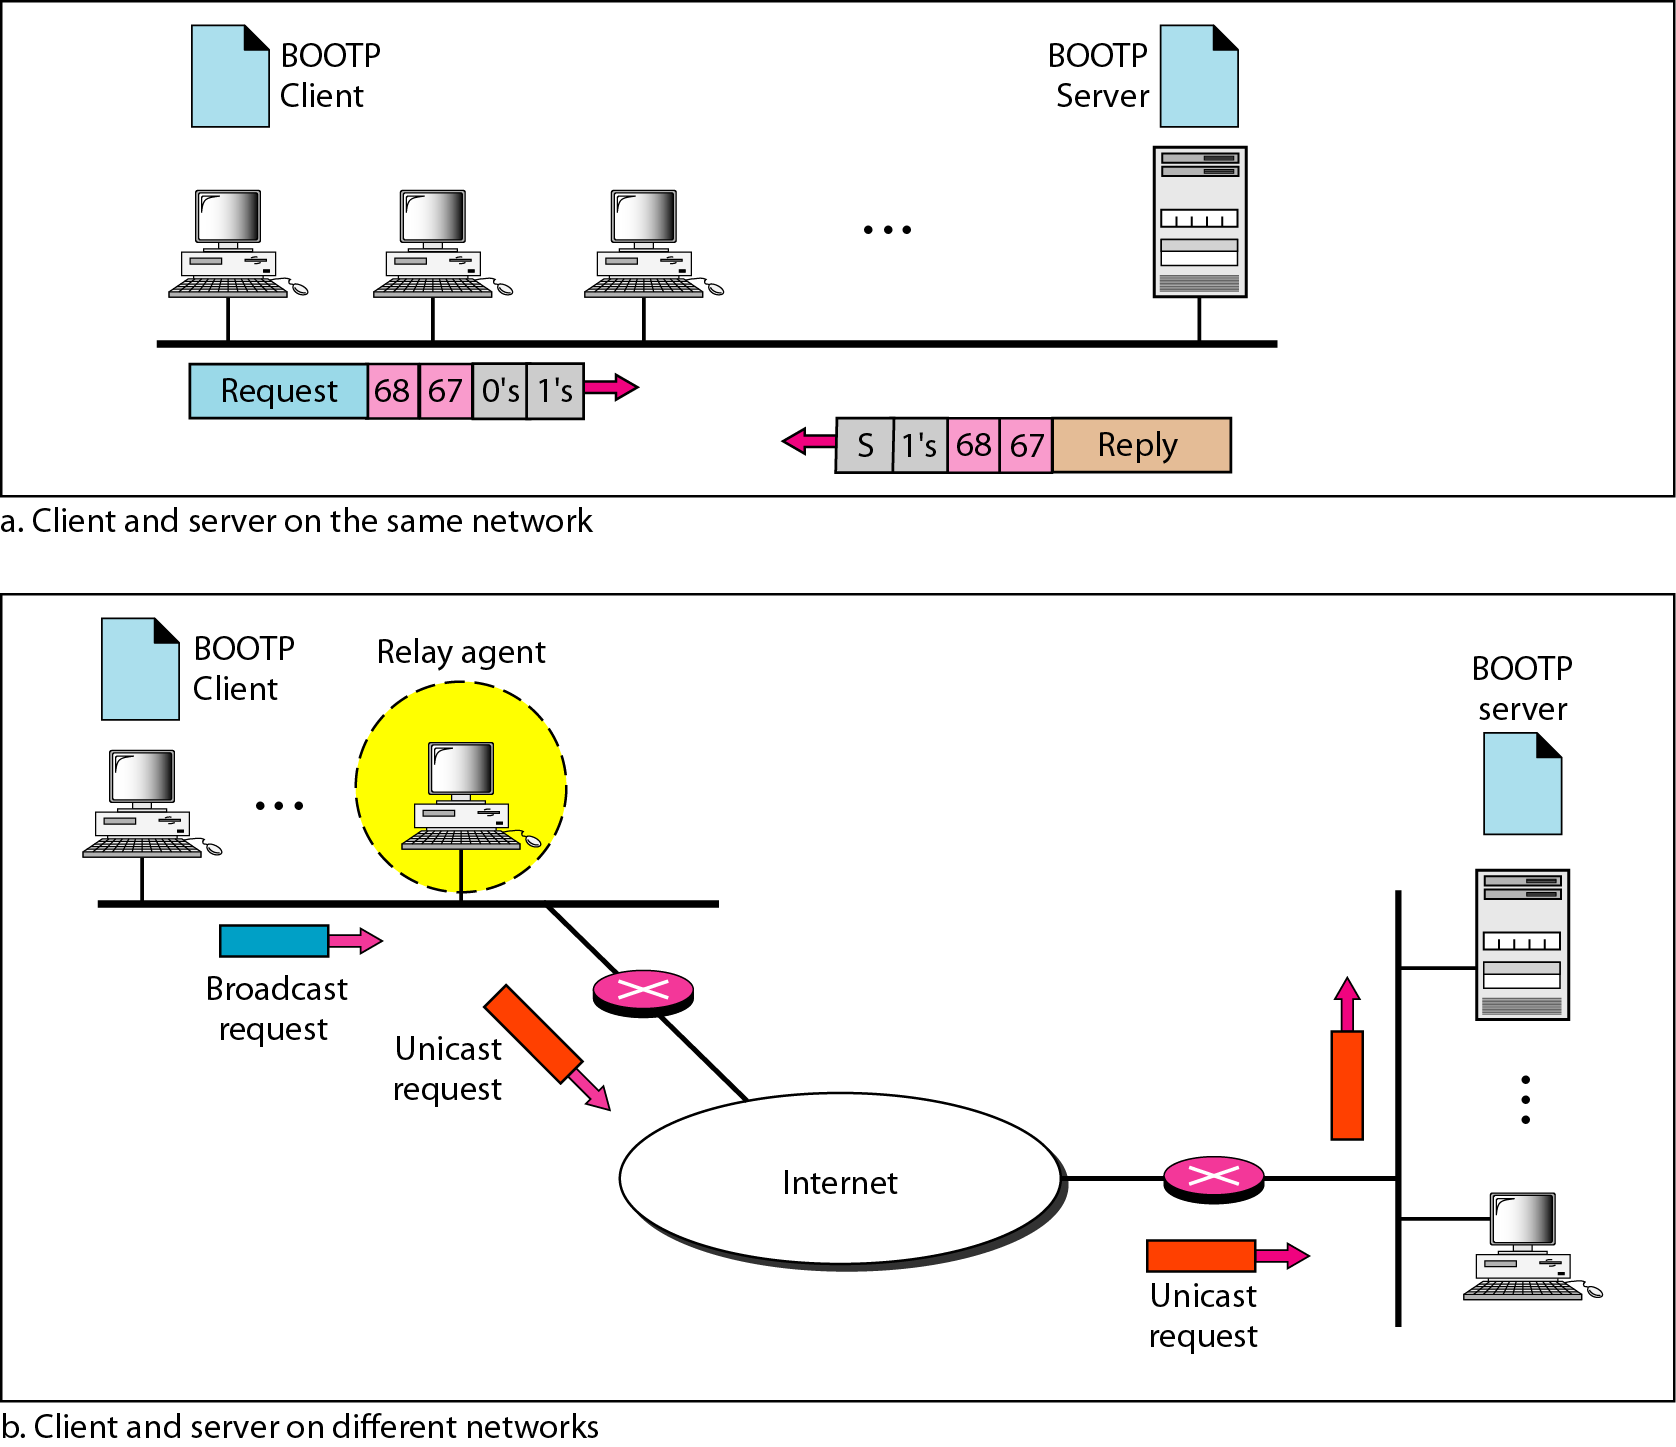 BOOTP
Client
BOOTP
Server
Request 68 67 0's 1's
S 1's 68 67 Reply
a. Client and server on the same network
BOOTP
Client
Relay agent
BOOTP
server
Broadcast
request
Unicast
request
Internet
Unicast
request
b. Client and server on different networks